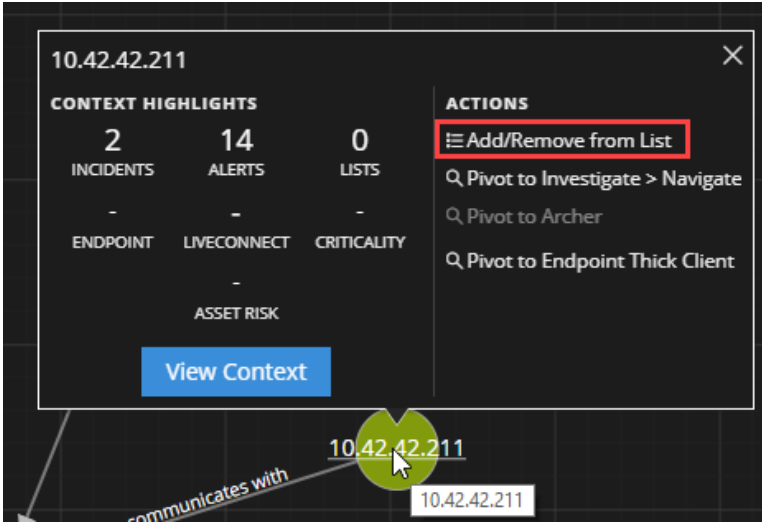 10.42.42.211
CONTEXT HIGHLIGHTS
2 14 0
INCIDENTS ALERTS LISTS
- - -
ENDPOINT LIVECONNECT CRITICALITY
-
ASSET RISK
View Context
ACTIONS
Add/Remove from List
Pivot to Investigate > Navigate
Pivot to Archer
Pivot to Endpoint Thick Client
10.42.42.211
communicates with
10.42.42.211